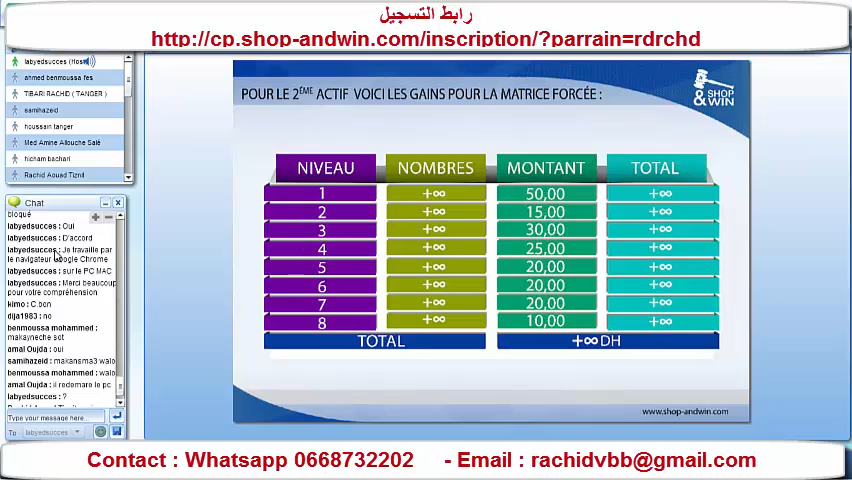 رابط التسجيل
http://cp.shop-andwin.com/inscription/?parrain=rdrchd
labyedsucces (Host
ahmed benmoussa fes
TIBARI RACHID ( TANGER )
samihazeid
houssain tanger
Med Amine Allouche Salé
hicham bachari
Rachid Aouad Tiznit
Chat
bloqué
labyedsucces : Oui
labyedsucces : D'accord
labyedsucces : Je travaille par
le navigateur Google Chrome
labyedsucces : sur le PC MAC
labyedsucces : Merci beaucoup
pour votre compréhension
kimo : C.bon
dija1983 : no
benmoussa mohammed :
makayneche sot
amal Oujda : oui
samihazeid : makansma3 walo
benmoussa mohammed : walo
amal Oujda : il redemare le pc
labyedsucces : ?
Type your message here...
To : labyedsucces
POUR LE 2ÈME ACTIF VOICI LES GAINS POUR LA MATRICE FORCÉE :
SHOP
& WIN
NIVEAU NOMBRES MONTANT TOTAL
1 +∞ 50,00 +∞
2 +∞ 15,00 +∞
3 +∞ 30,00 +∞
4 +∞ 25,00 +∞
5 +∞ 20,00 +∞
6 +∞ 20,00 +∞
7 +∞ 20,00 +∞
8 +∞ 10,00 +∞
TOTAL +∞ DH
www.shop-andwin.com
Contact : Whatsapp 0668732202 - Email : rachidvbb@gmail.com